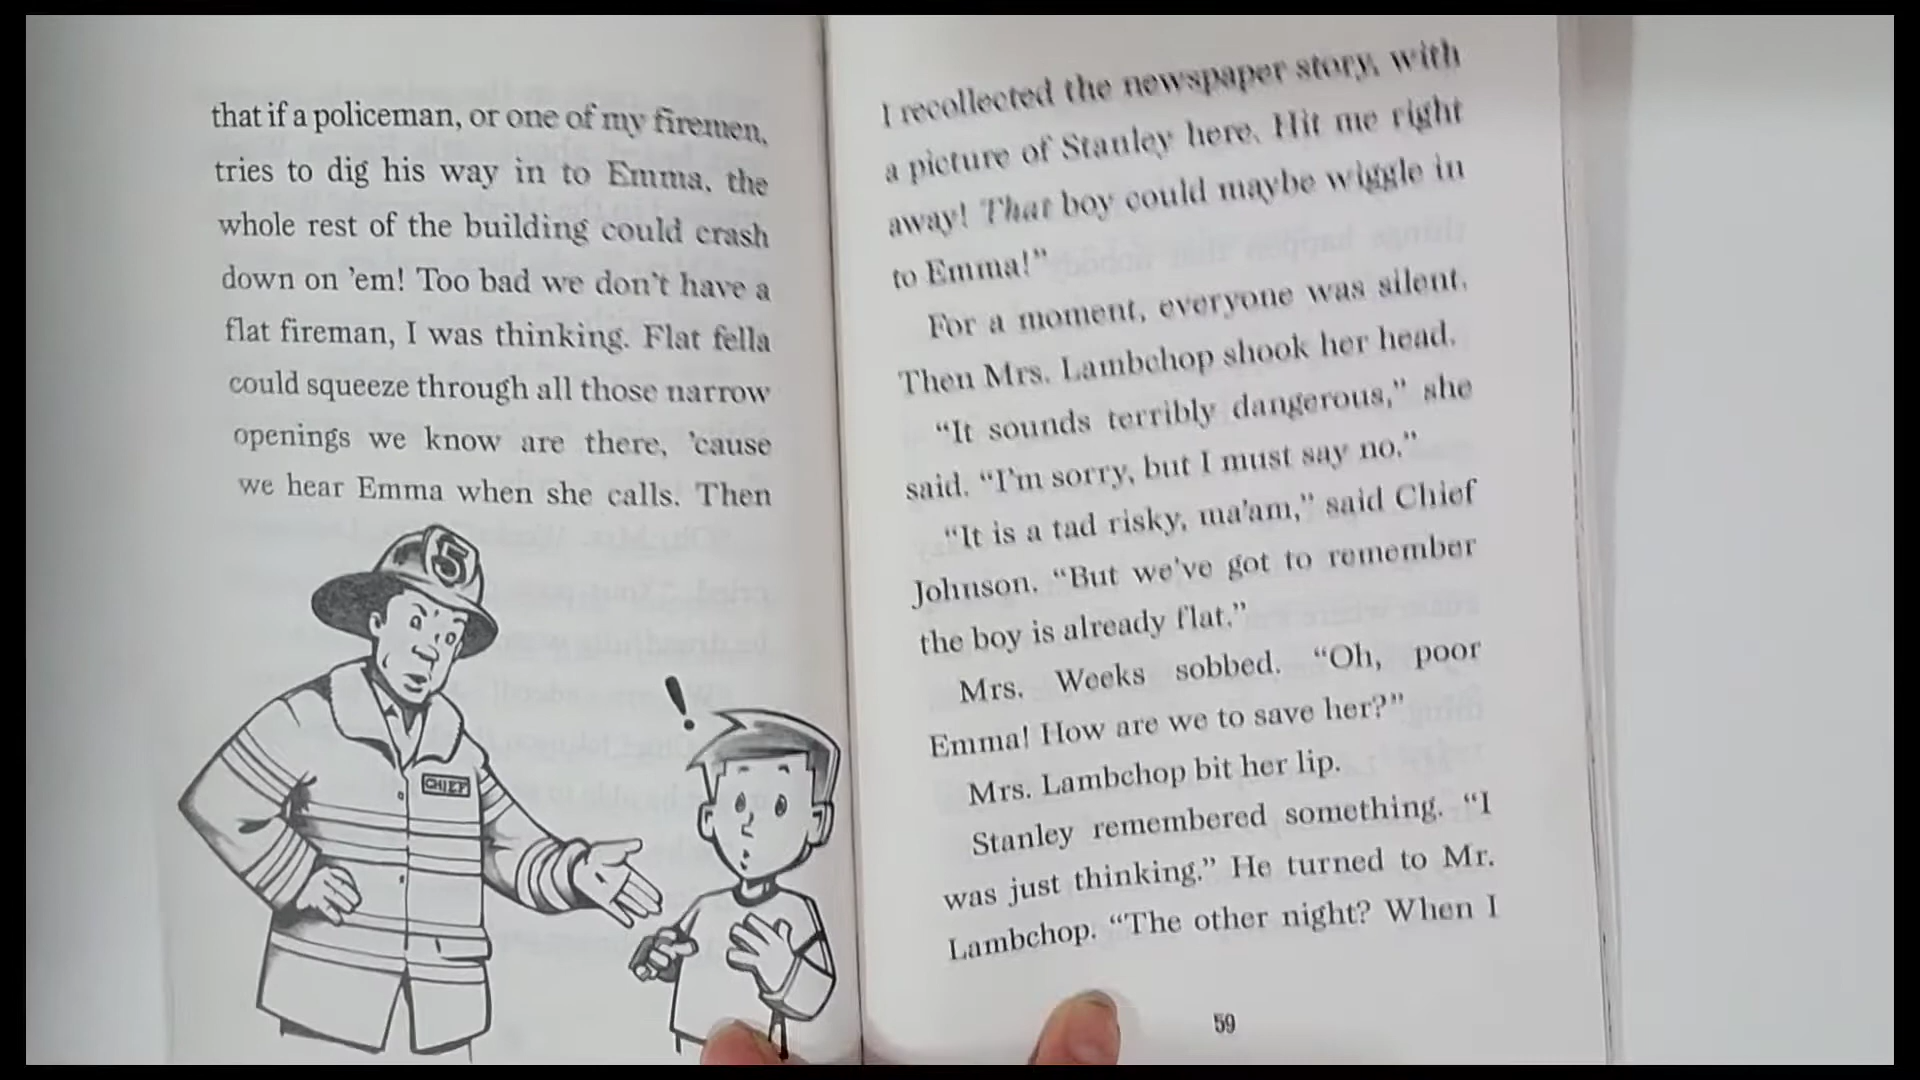 that if a policeman, or one of my firemen,
tries to dig his way in to Emma, the
whole rest of the building could crash
down on ’em! Too bad we don’t have a
flat fireman, I was thinking. Flat fella
could squeeze through all those narrow
openings we know are there, ’cause
we hear Emma when she calls. Then
5
CHIEF
!
I recollected the newspaper story, with
a picture of Stanley here. Hit me right
away! That boy could maybe wiggle in
to Emma!”
For a moment, everyone was silent.
Then Mrs. Lambchop shook her head.
“It sounds terribly dangerous,” she
said. “I’m sorry, but I must say no.”
“It is a tad risky, ma’am,” said Chief
Johnson. “But we’ve got to remember
the boy is already flat.”
Mrs. Weeks sobbed. “Oh, poor
Emma! How are we to save her?”
Mrs. Lambchop bit her lip.
Stanley remembered something. “I
was just thinking.” He turned to Mr.
Lambchop. “The other night? When I
59